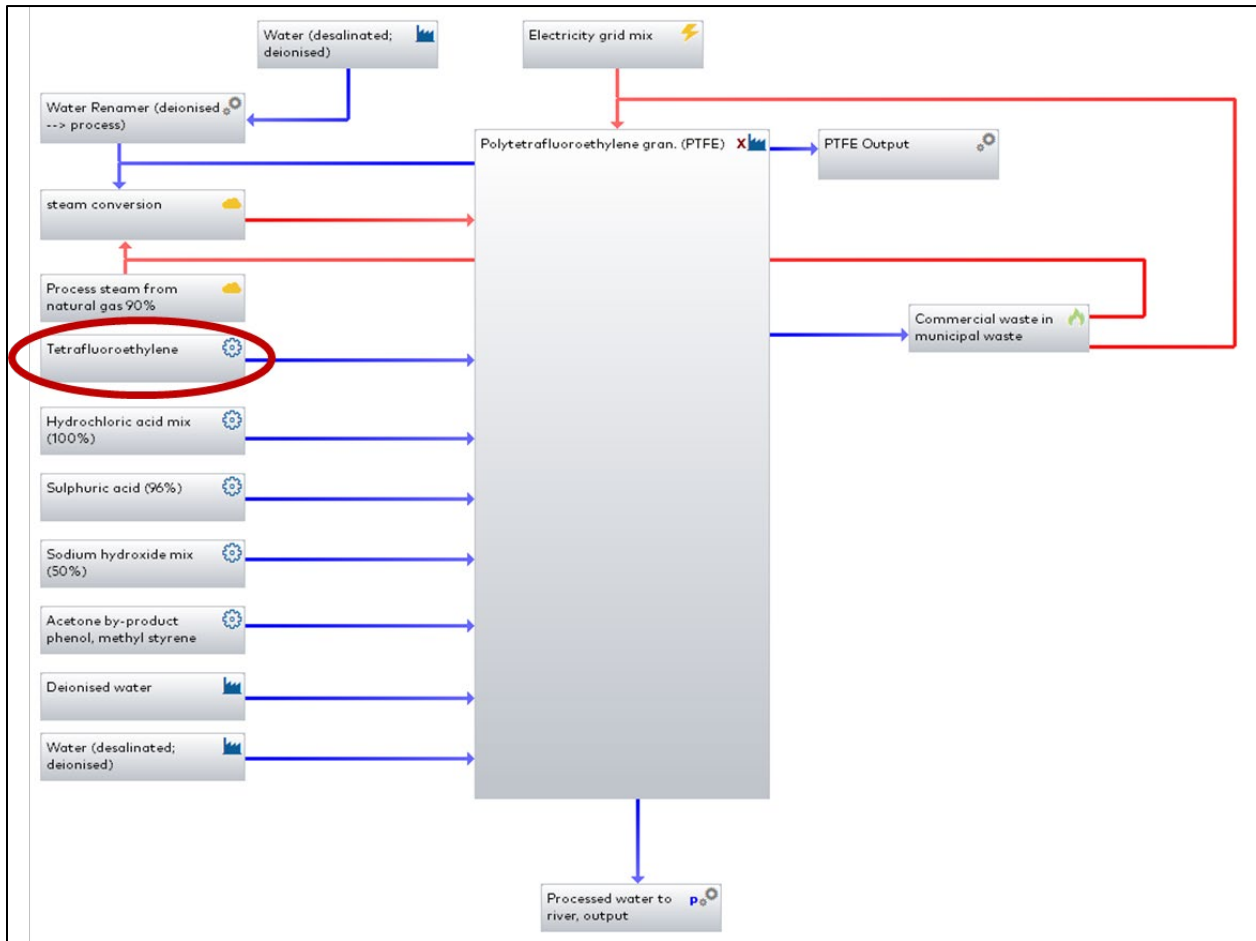 Water (desalinated;
deionised)
Electricity grid mix
Water Renamer (deionised
--> process)
Polytetrafluoroethylene gran. (PTFE)
X
PTFE Output
steam conversion
Process steam from
natural gas 90%
Commercial waste in
municipal waste
Tetrafluoroethylene
Hydrochloric acid mix
(100%)
Sulphuric acid (96%)
Sodium hydroxide mix
(50%)
Acetone by-product
phenol, methyl styrene
Deionised water
Water (desalinated;
deionised)
Processed water to
river, output
p